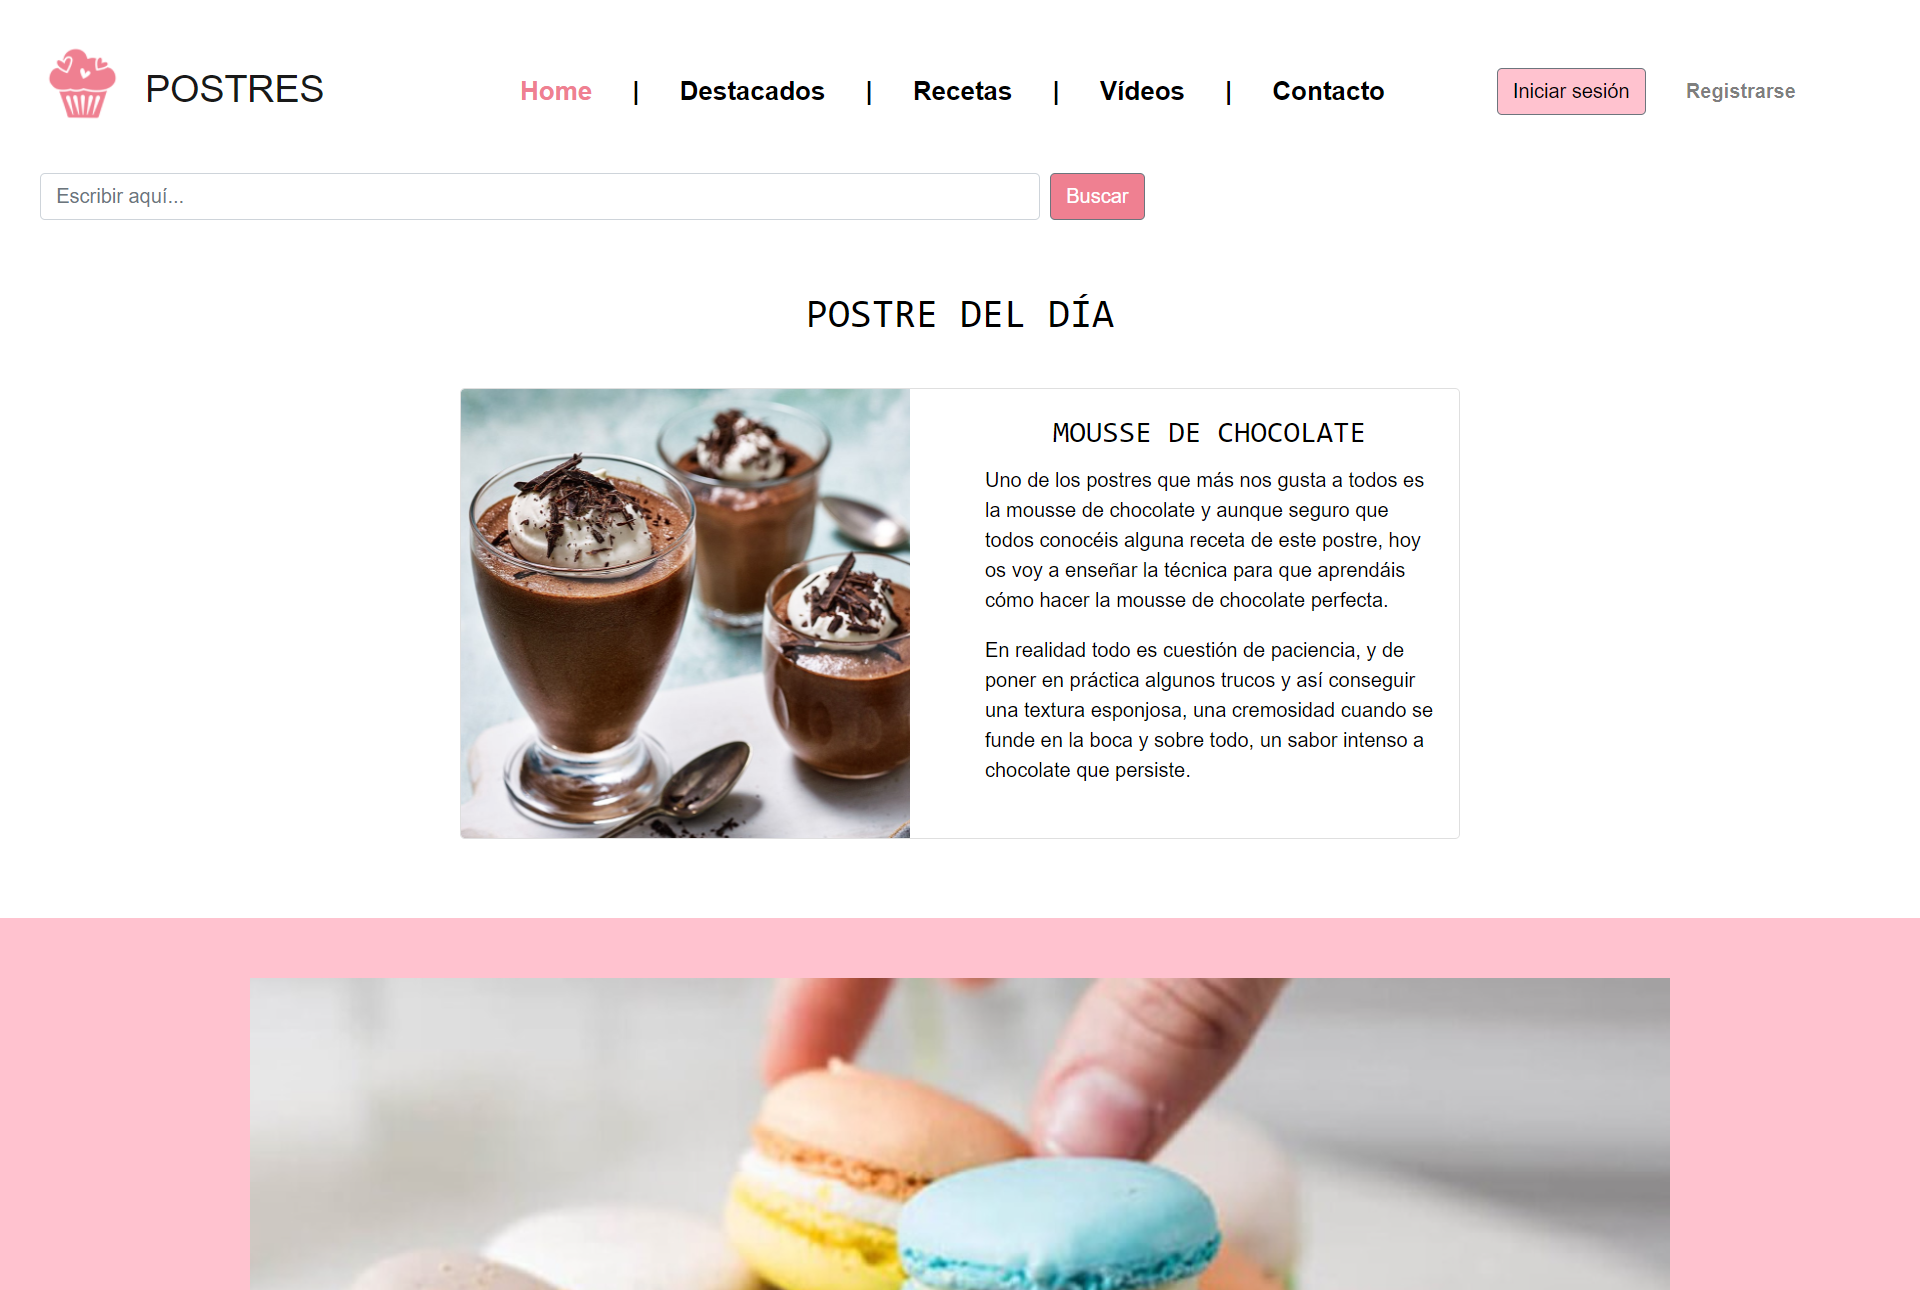 POSTRES
Home | Destacados | Recetas | Vídeos | Contacto
Iniciar sesión
Registrarse
Escribir aquí...
Buscar
POSTRE DEL DÍA
MOUSSE DE CHOCOLATE
Uno de los postres que más nos gusta a todos es
la mousse de chocolate y aunque seguro que
todos conocéis alguna receta de este postre, hoy
os voy a enseñar la técnica para que aprendáis
cómo hacer la mousse de chocolate perfecta.
En realidad todo es cuestión de paciencia, y de
poner en práctica algunos trucos y así conseguir
una textura esponjosa, una cremosidad cuando se
funde en la boca y sobre todo, un sabor intenso a
chocolate que persiste.